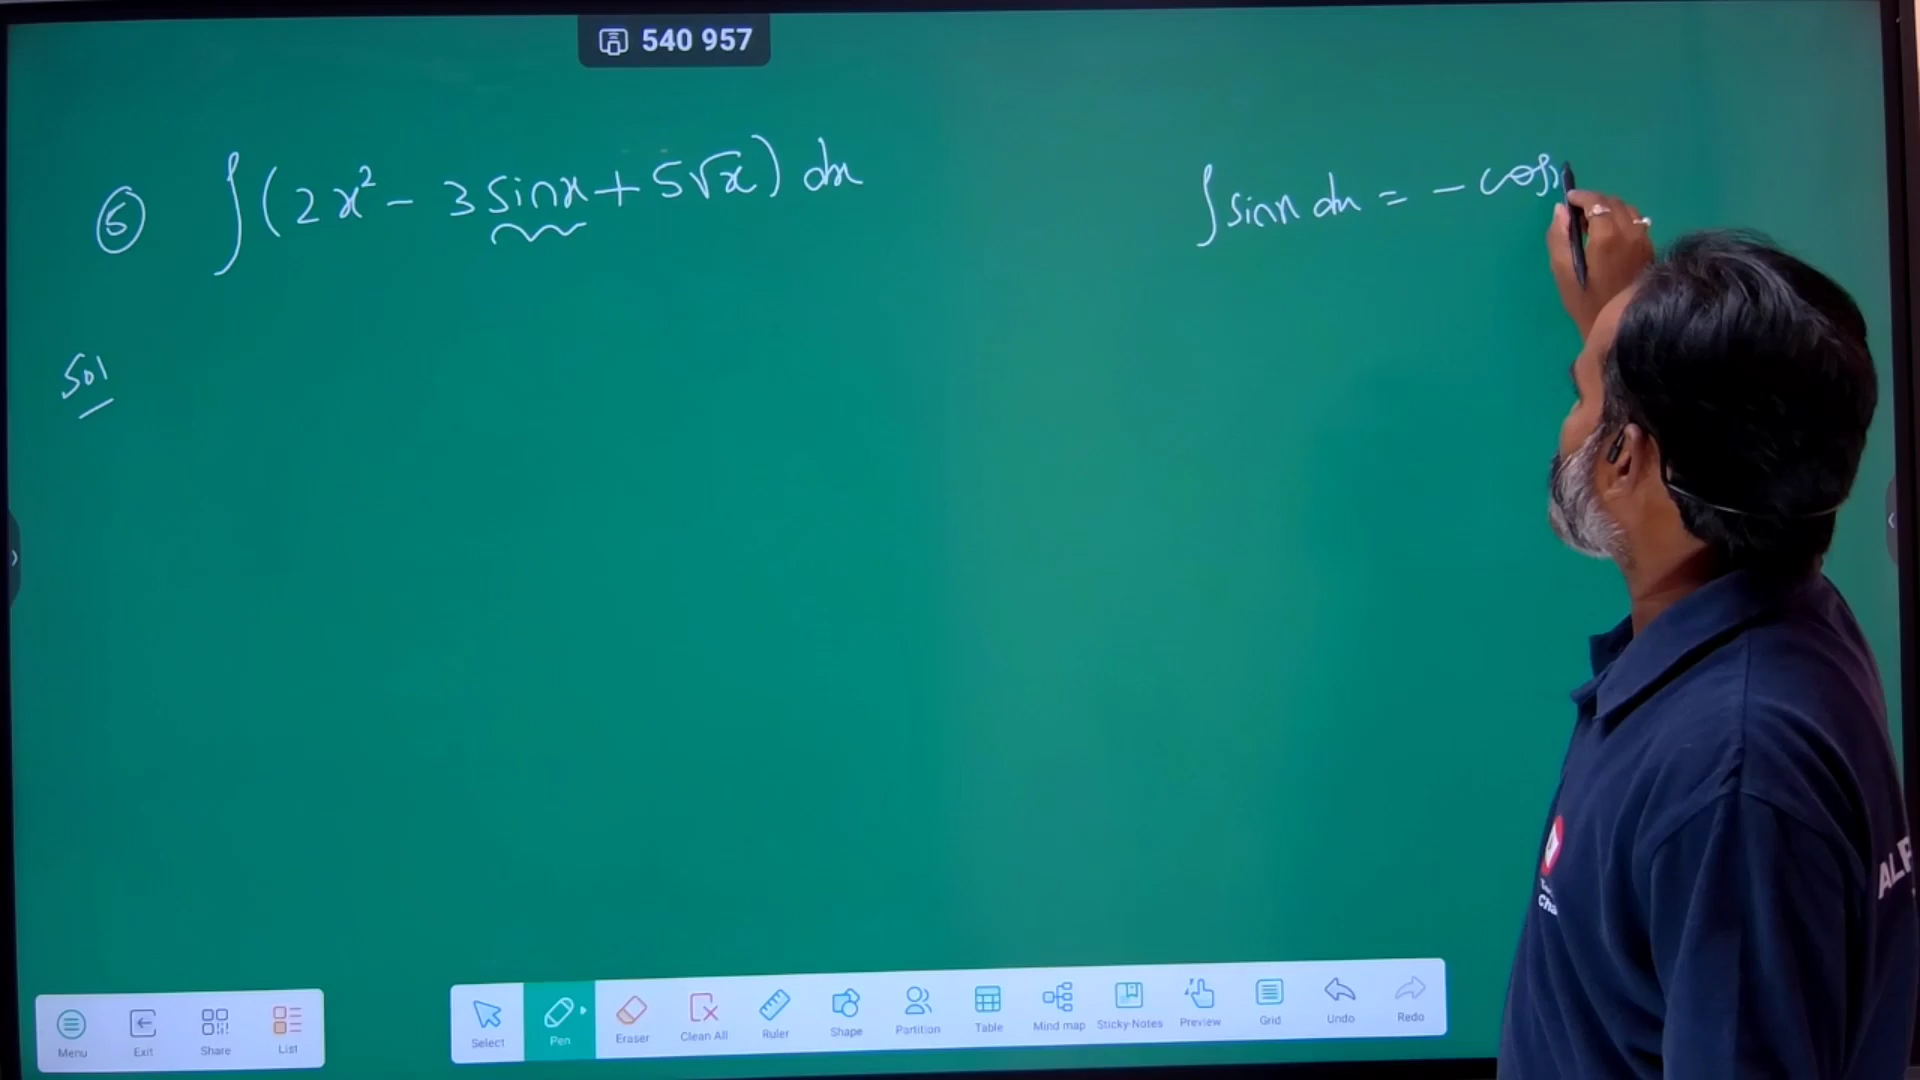 540 957
⑤ ∫(2x² - 3 sinx + 5√x) dx
∫sinx dx = - cosx
Sol
Menu Exit Share List
Select Pen Eraser Clean All Ruler Shape Partition Table Mind map Sticky-Notes Preview Grid Undo Redo